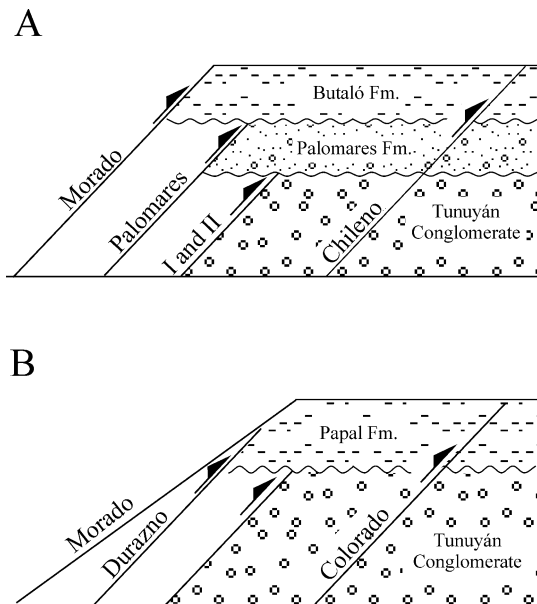 A
Butaló Fm.
Palomares Fm.
Morado
Palomares
I and II
Chileno
Tunuyán
Conglomerate
B
Papal Fm.
Morado
Durazno
Colorado
Tunuyán
Conglomerate